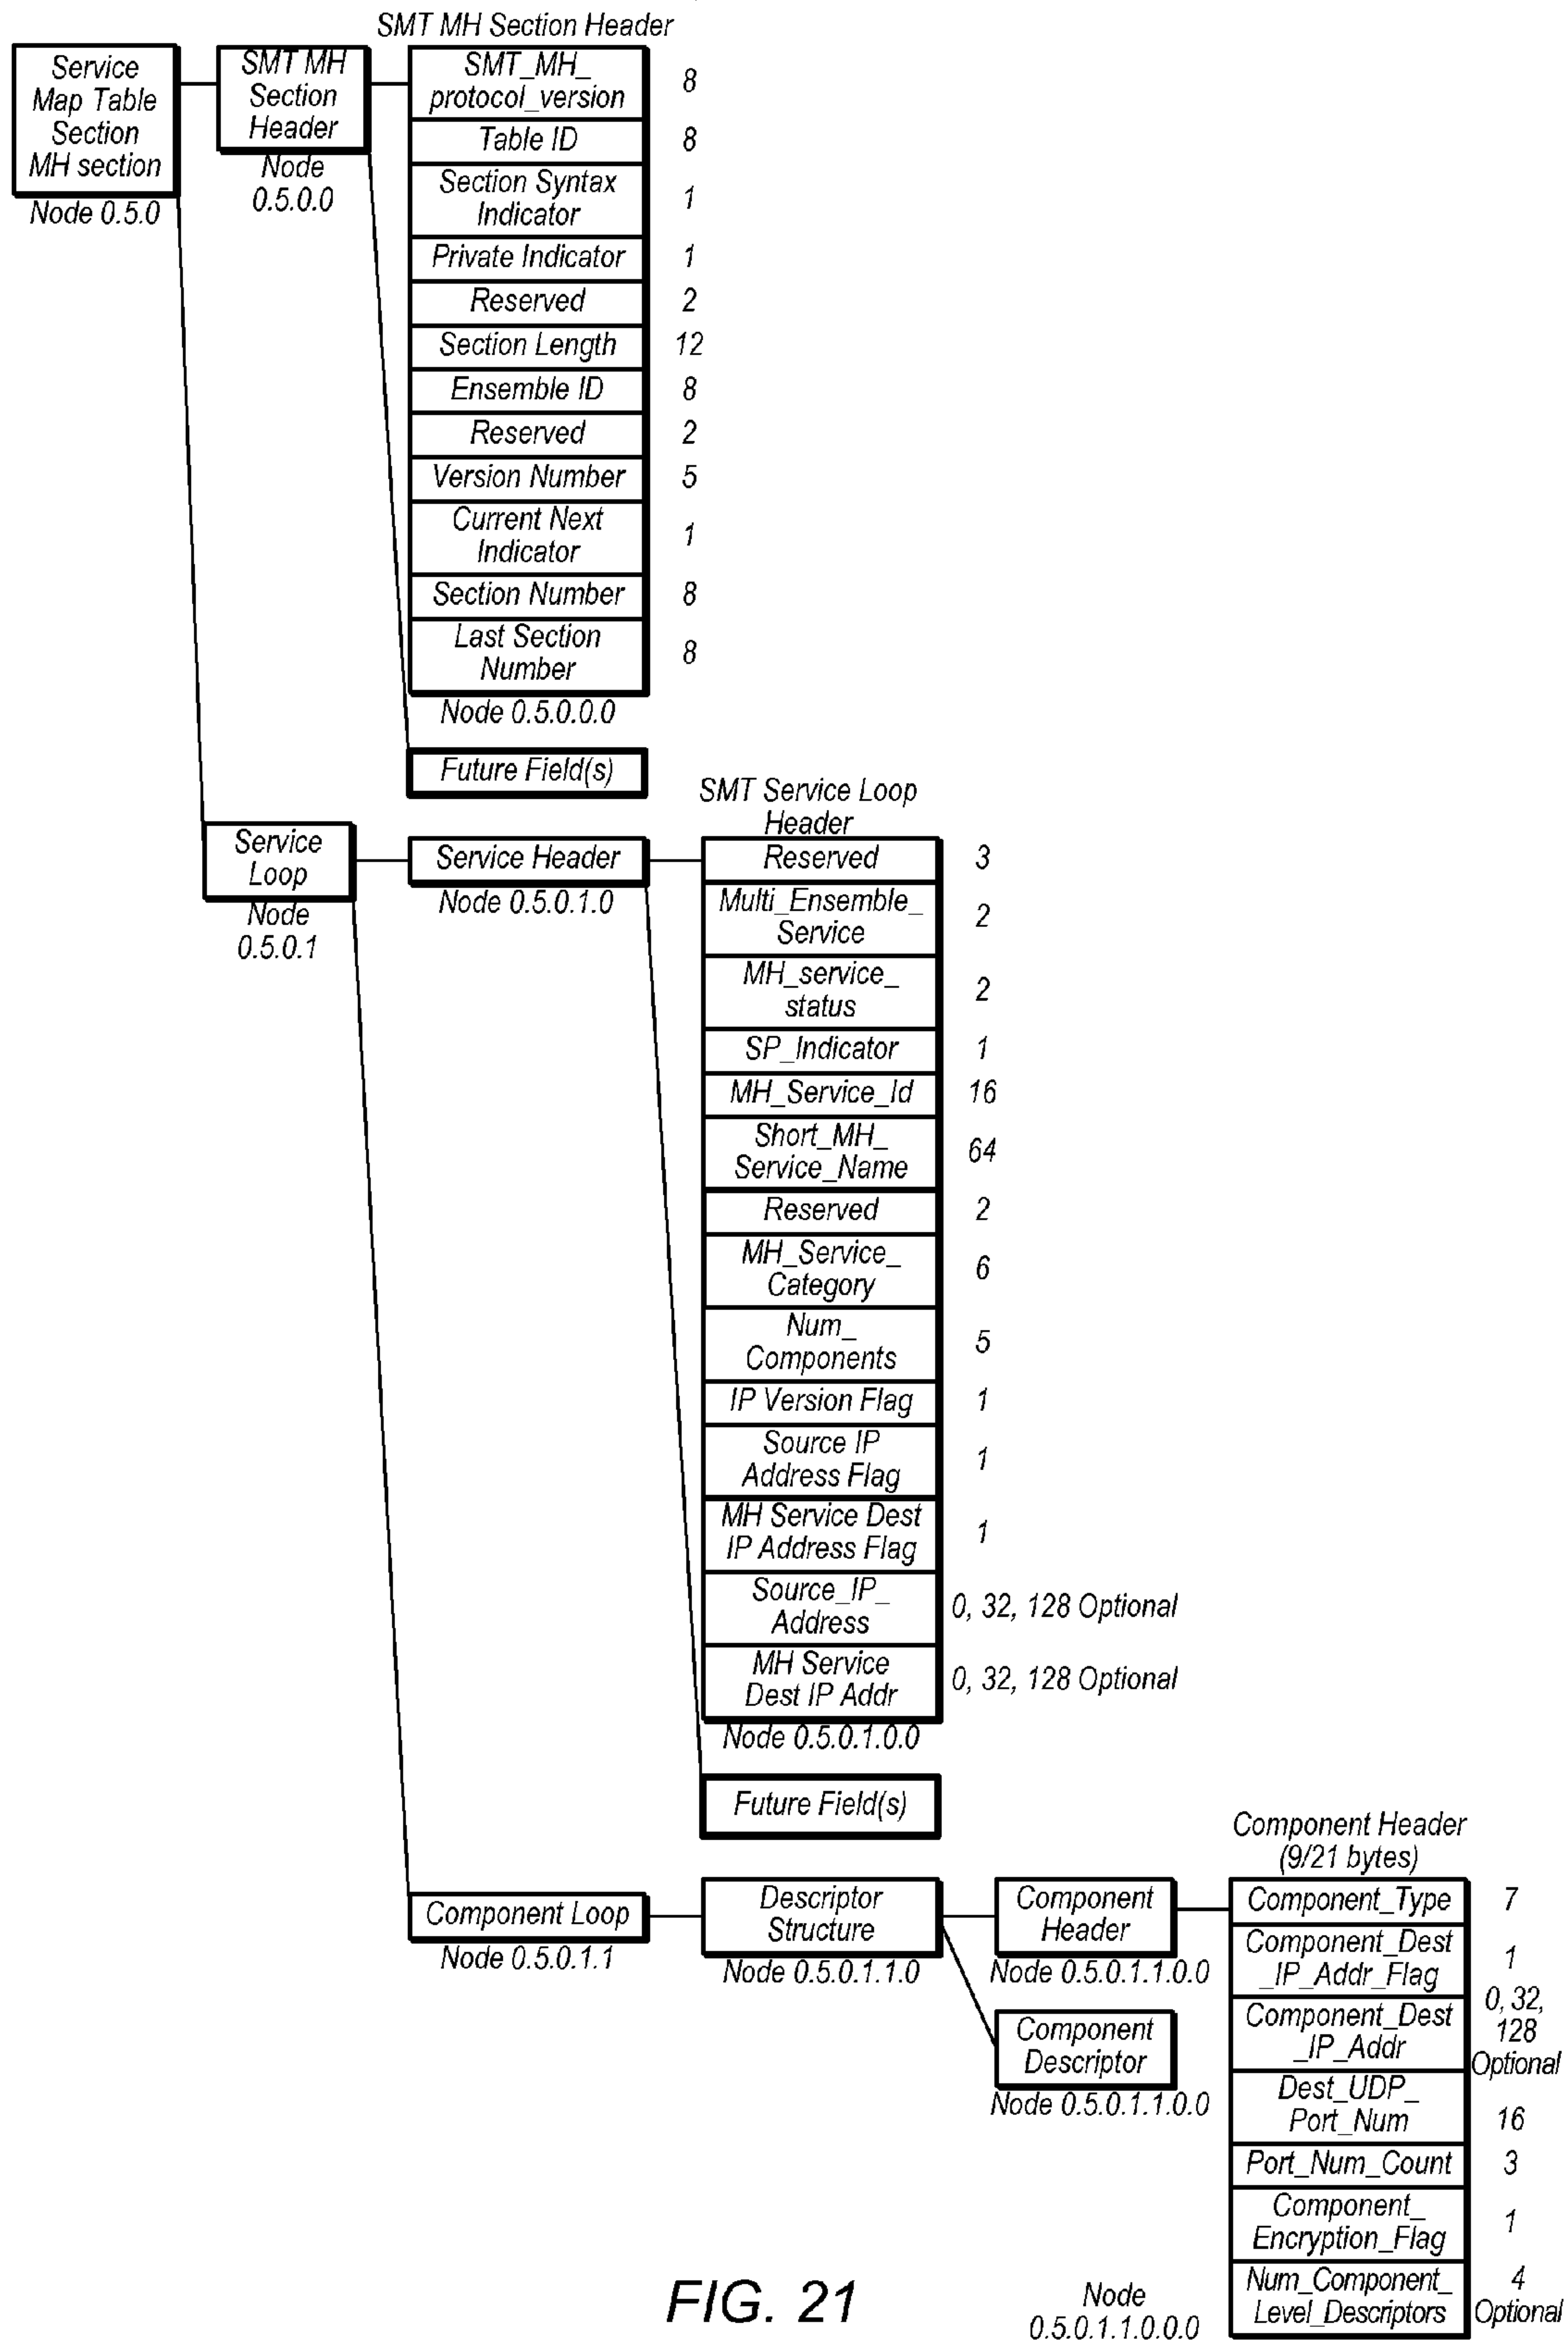 SMT MH Section Header
Service
Map Table
Section
MH section
Node 0.5.0
SMT MH
Section
Header
Node
0.5.0.0
SMT_MH_
protocol_version
8
Table ID
8
Section Syntax
Indicator
1
Private Indicator
1
Reserved
2
Section Length
12
Ensemble ID
8
Reserved
2
Version Number
5
Current Next
Indicator
1
Section Number
8
Last Section
Number
8
Node 0.5.0.0.0
Future Field(s)
Service
Loop
Node
0.5.0.1
Service Header
Node 0.5.0.1.0
SMT Service Loop
Header
Reserved
3
Multi_Ensemble_
Service
2
MH_service_
status
2
SP_Indicator
1
MH_Service_Id
16
Short_MH_
Service_Name
64
Reserved
2
MH_Service_
Category
6
Num_
Components
5
IP Version Flag
1
Source IP
Address Flag
1
MH Service Dest
IP Address Flag
1
Source_IP_
Address
0, 32, 128 Optional
MH Service
Dest IP Addr
0, 32, 128 Optional
Node 0.5.0.1.0.0
Future Field(s)
Component Loop
Node 0.5.0.1.1
Descriptor
Structure
Node 0.5.0.1.1.0
Component
Header
Node 0.5.0.1.1.0.0
Component
Descriptor
Node 0.5.0.1.1.0.0
Component Header
(9/21 bytes)
Component_Type
7
Component_Dest
_IP_Addr_Flag
1
Component_Dest
_IP_Addr
0, 32,
128
Optional
Dest_UDP_
Port_Num
16
Port_Num_Count
3
Component_
Encryption_Flag
1
Num_Component_
Level_Descriptors
4
Optional
Node
0.5.0.1.1.0.0.0
FIG. 21